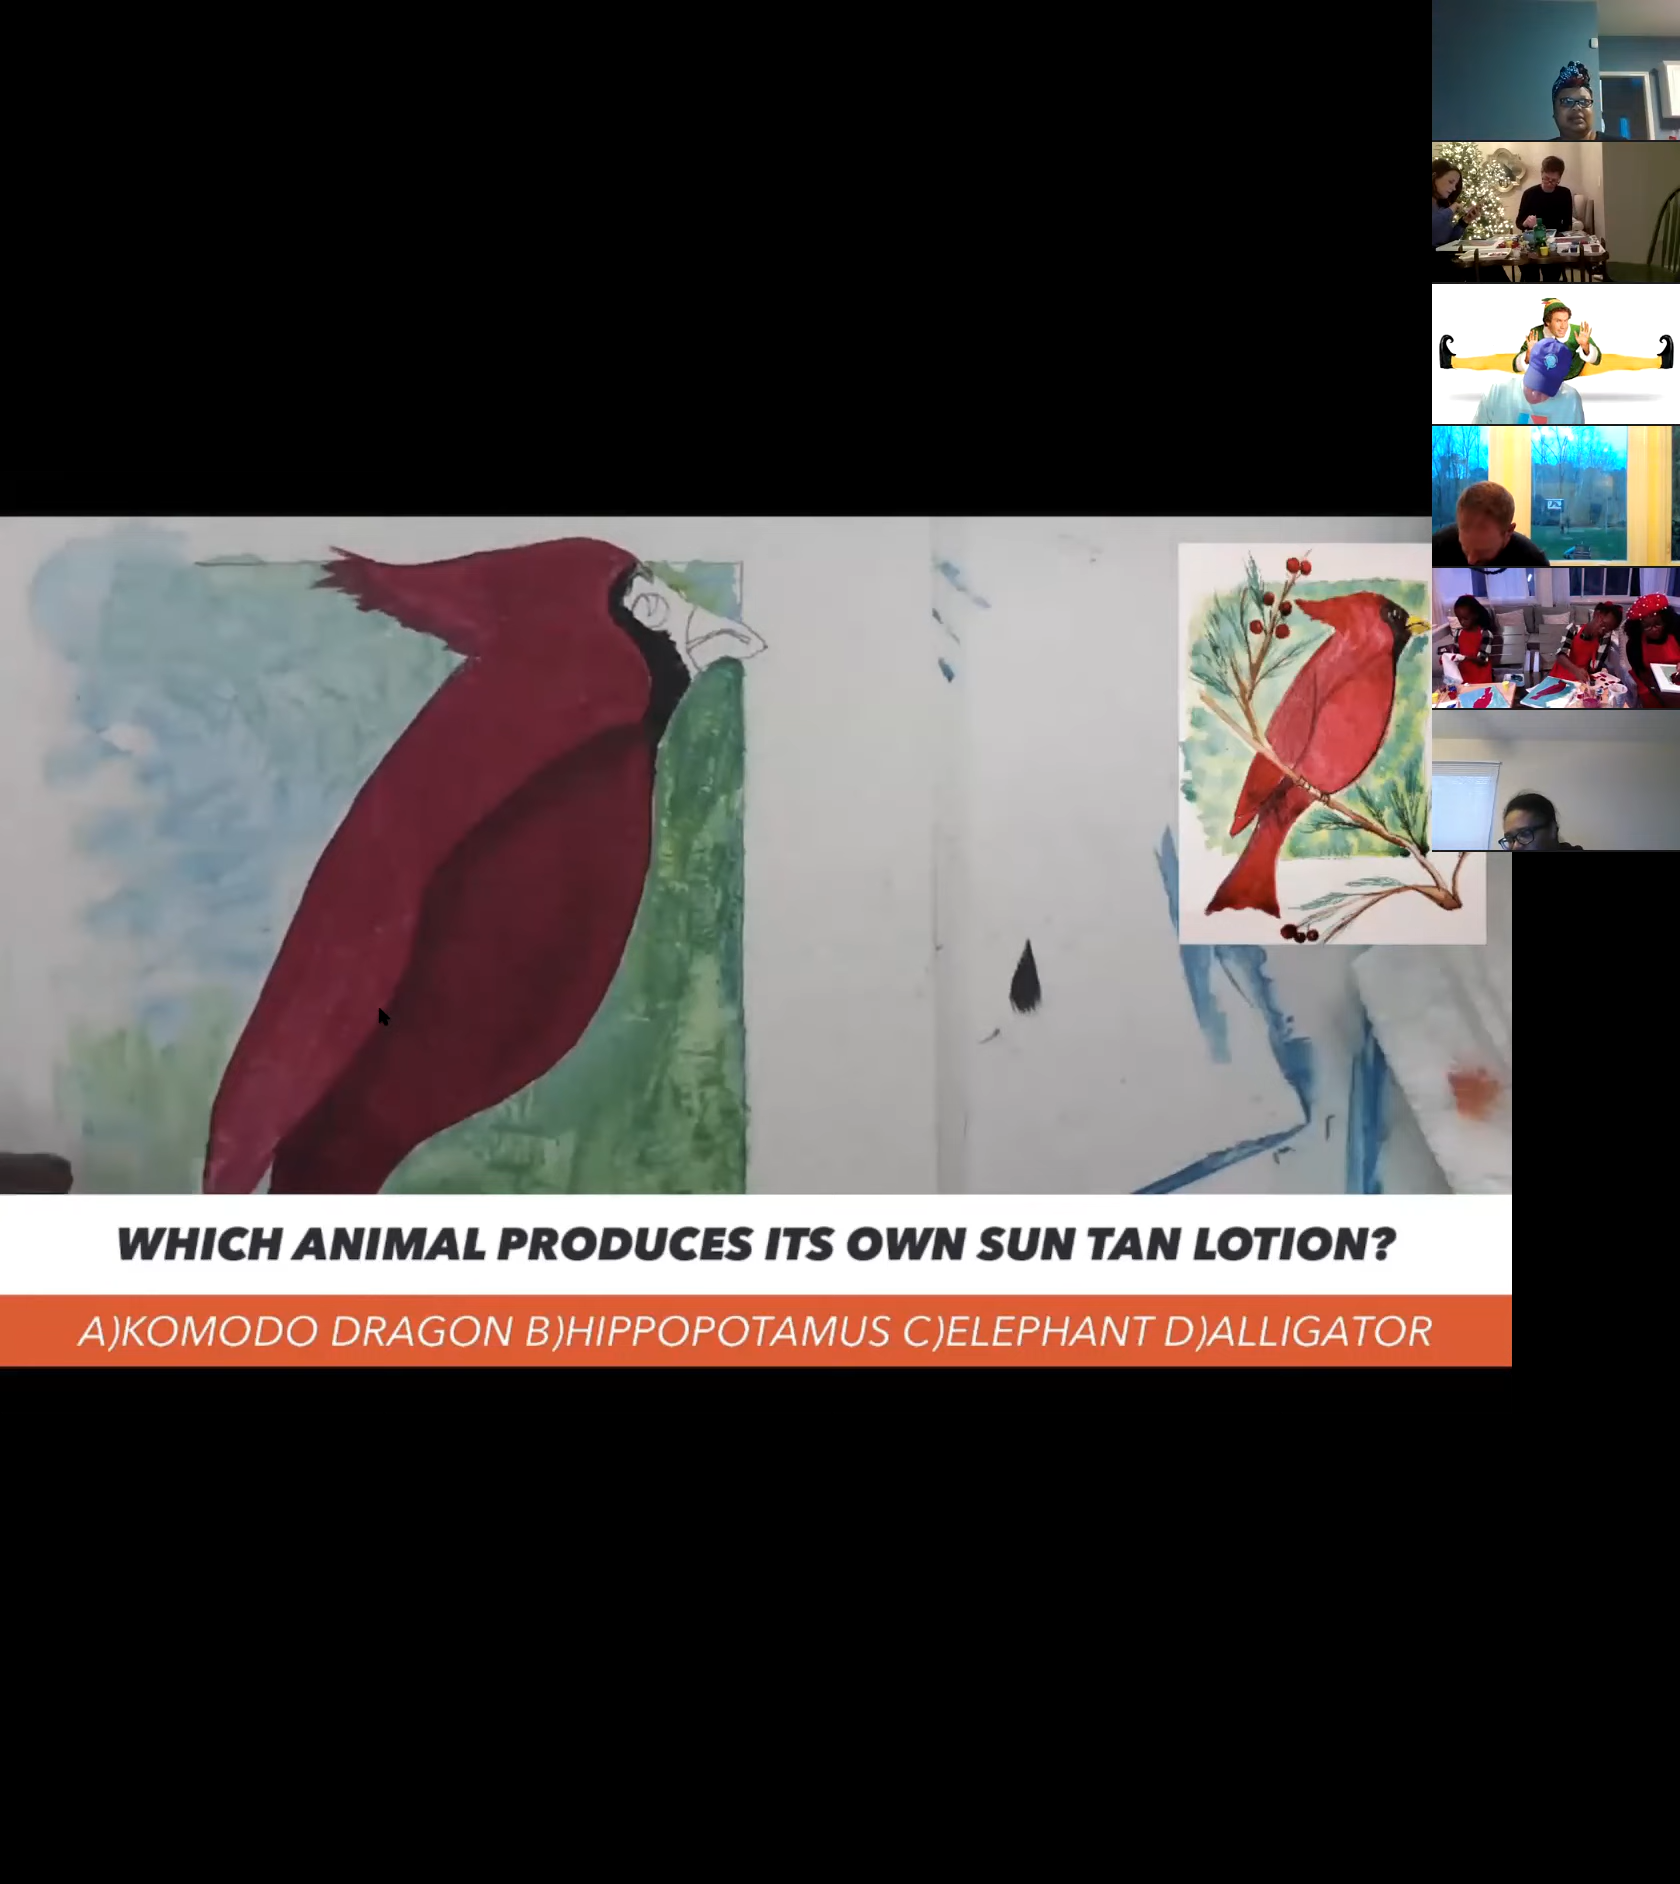 WHICH ANIMAL PRODUCES ITS OWN SUN TAN LOTION?
A)KOMODO DRAGON B)HIPPOPOTAMUS C)ELEPHANT D)ALLIGATOR